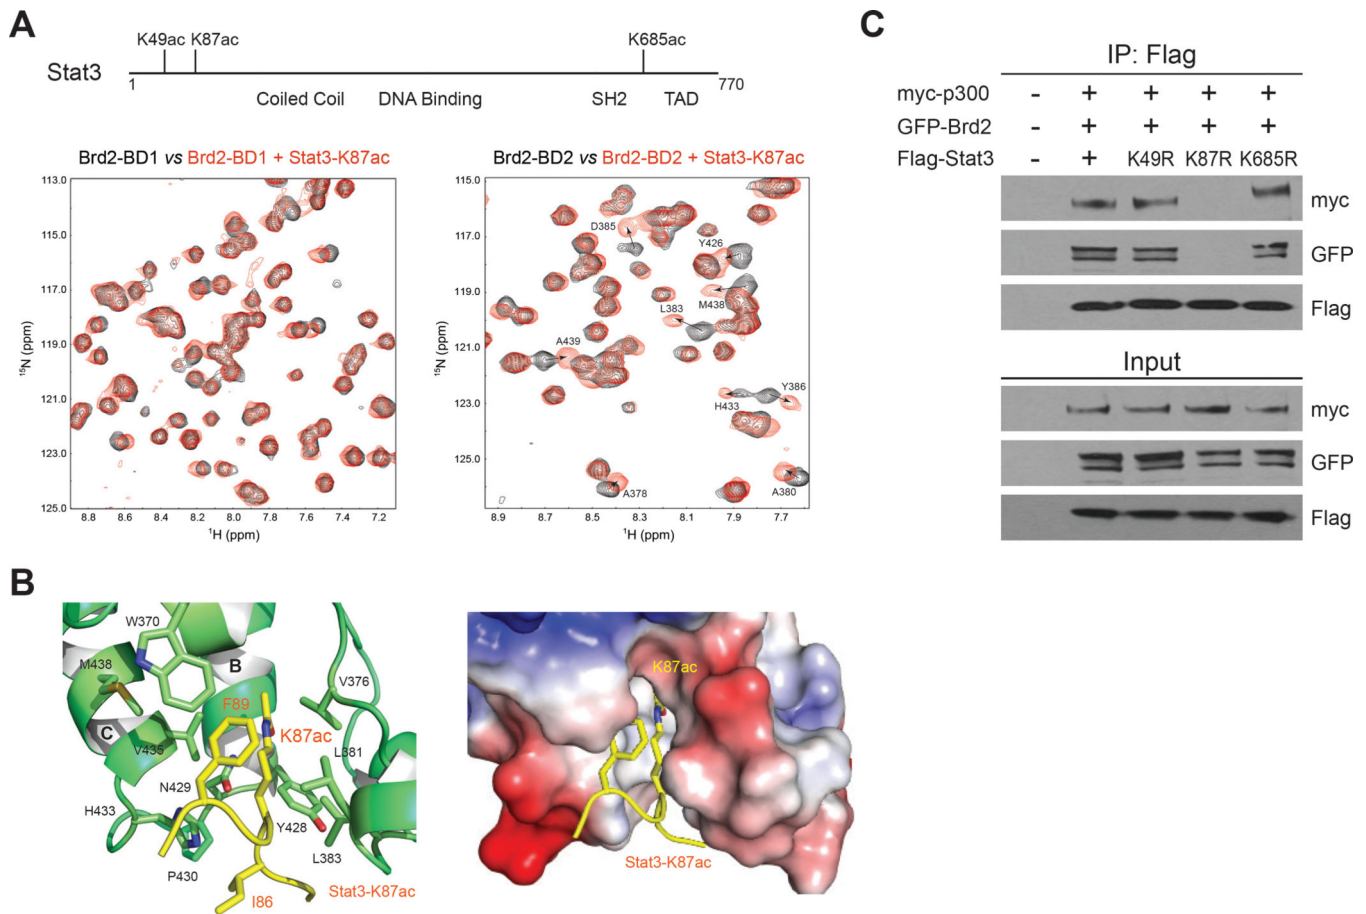 A
K49ac K87ac K685ac
Stat3
1 770
Coiled Coil DNA Binding SH2 TAD
Brd2-BD1 vs Brd2-BD1 + Stat3-K87ac
113.0
115.0
117.0
119.0
121.0
123.0
125.0
¹⁵N (ppm)
8.8 8.6 8.4 8.2 8.0 7.8 7.6 7.4 7.2
¹H (ppm)
Brd2-BD2 vs Brd2-BD2 + Stat3-K87ac
115.0
117.0
119.0
121.0
123.0
125.0
¹⁵N (ppm)
D385
Y426
M438
L383
A439
Y386
H433
A378
A380
8.9 8.7 8.5 8.3 8.1 7.9 7.7
¹H (ppm)
B
W370
M438
B
V376
F89
K87ac
C
V435
L381
N429
H433
Y428
L383
P430
I86
Stat3-K87ac
K87ac
Stat3-K87ac
C
IP: Flag
myc-p300 - + + + +
GFP-Brd2 - + + + +
Flag-Stat3 - + K49R K87R K685R
myc
GFP
Flag
Input
myc
GFP
Flag